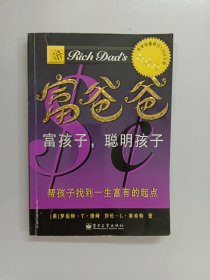 Rich Dad's
富爸爸
富孩子，聪明孩子
帮孩子找到一生富有的起点
[美]罗伯特·T·清崎 莎伦·L·莱希特 著
电子工业出版社